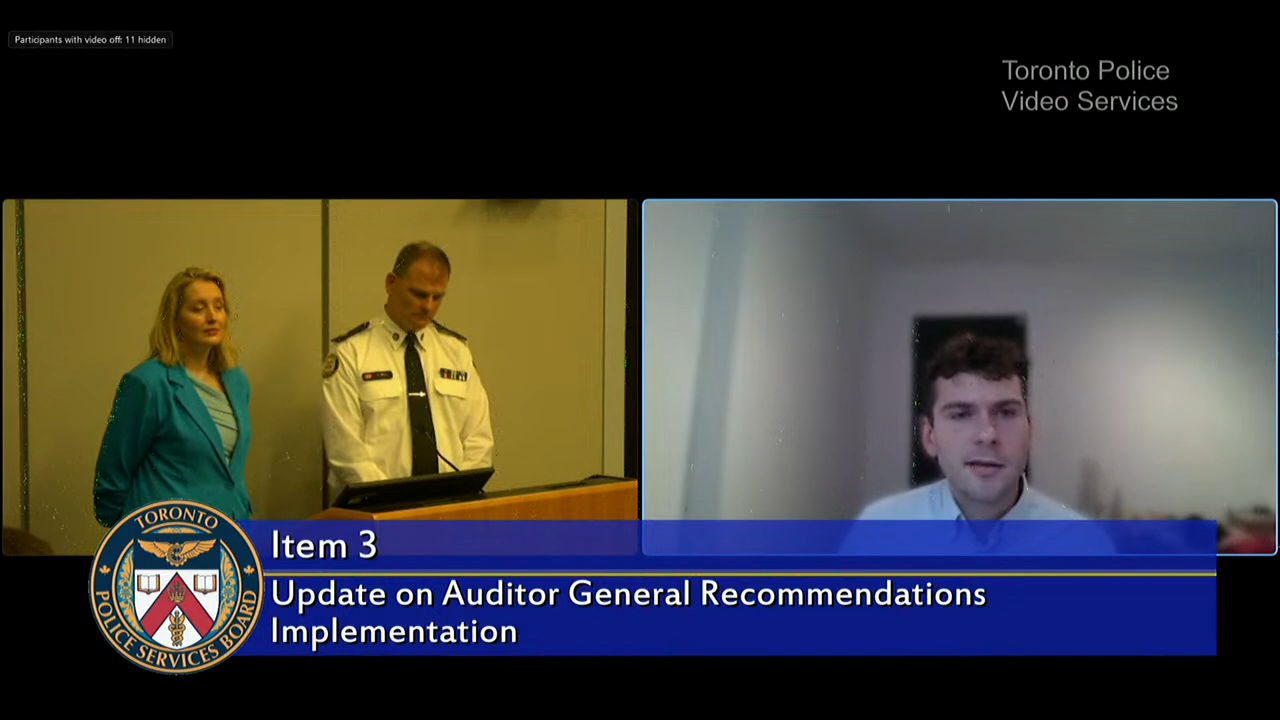 Participants with video off: 11 hidden
Toronto Police
Video Services
Item 3
Update on Auditor General Recommendations
Implementation
TORONTO
POLICE SERVICES BOARD